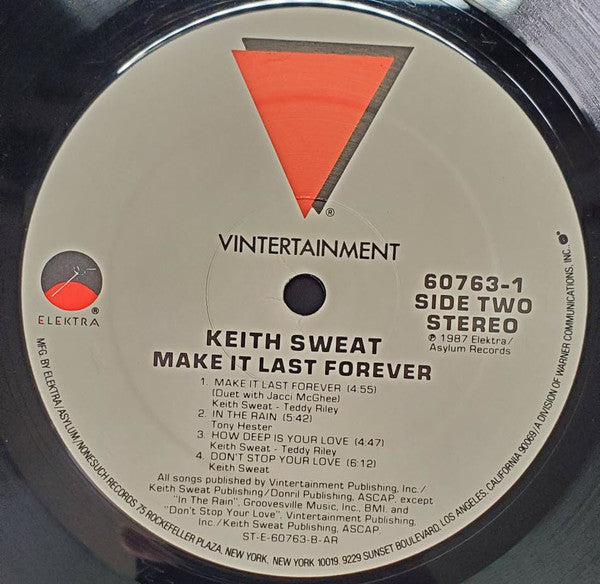 ®
VINTERTAINMENT
ELEKTRA®
60763-1
SIDE TWO
STEREO
℗ 1987 Elektra/
Asylum Records
KEITH SWEAT
MAKE IT LAST FOREVER
1. MAKE IT LAST FOREVER (4:55)
(Duet with Jacci McGhee)
Keith Sweat - Teddy Riley
2. IN THE RAIN (5:42)
Tony Hester
3. HOW DEEP IS YOUR LOVE (4:47)
Keith Sweat - Teddy Riley
4. DON'T STOP YOUR LOVE (6:12)
Keith Sweat
All songs published by Vintertainment Publishing, Inc./
Keith Sweat Publishing/Donril Publishing, ASCAP, except
"In The Rain", Groovesville Music, Inc., BMI, and
"Don't Stop Your Love", Vintertainment Publishing
Inc./Keith Sweat Publishing, ASCAP.
ST-E-60763-B-AR
MFG. BY ELEKTRA/ASYLUM/NONESUCH RECORDS 75 ROCKEFELLER PLAZA, NEW YORK, NEW YORK 10019. 9229 SUNSET BOULEVARD, LOS ANGELES, CALIFORNIA 90069/A DIVISION OF WARNER COMMUNICATIONS, INC.